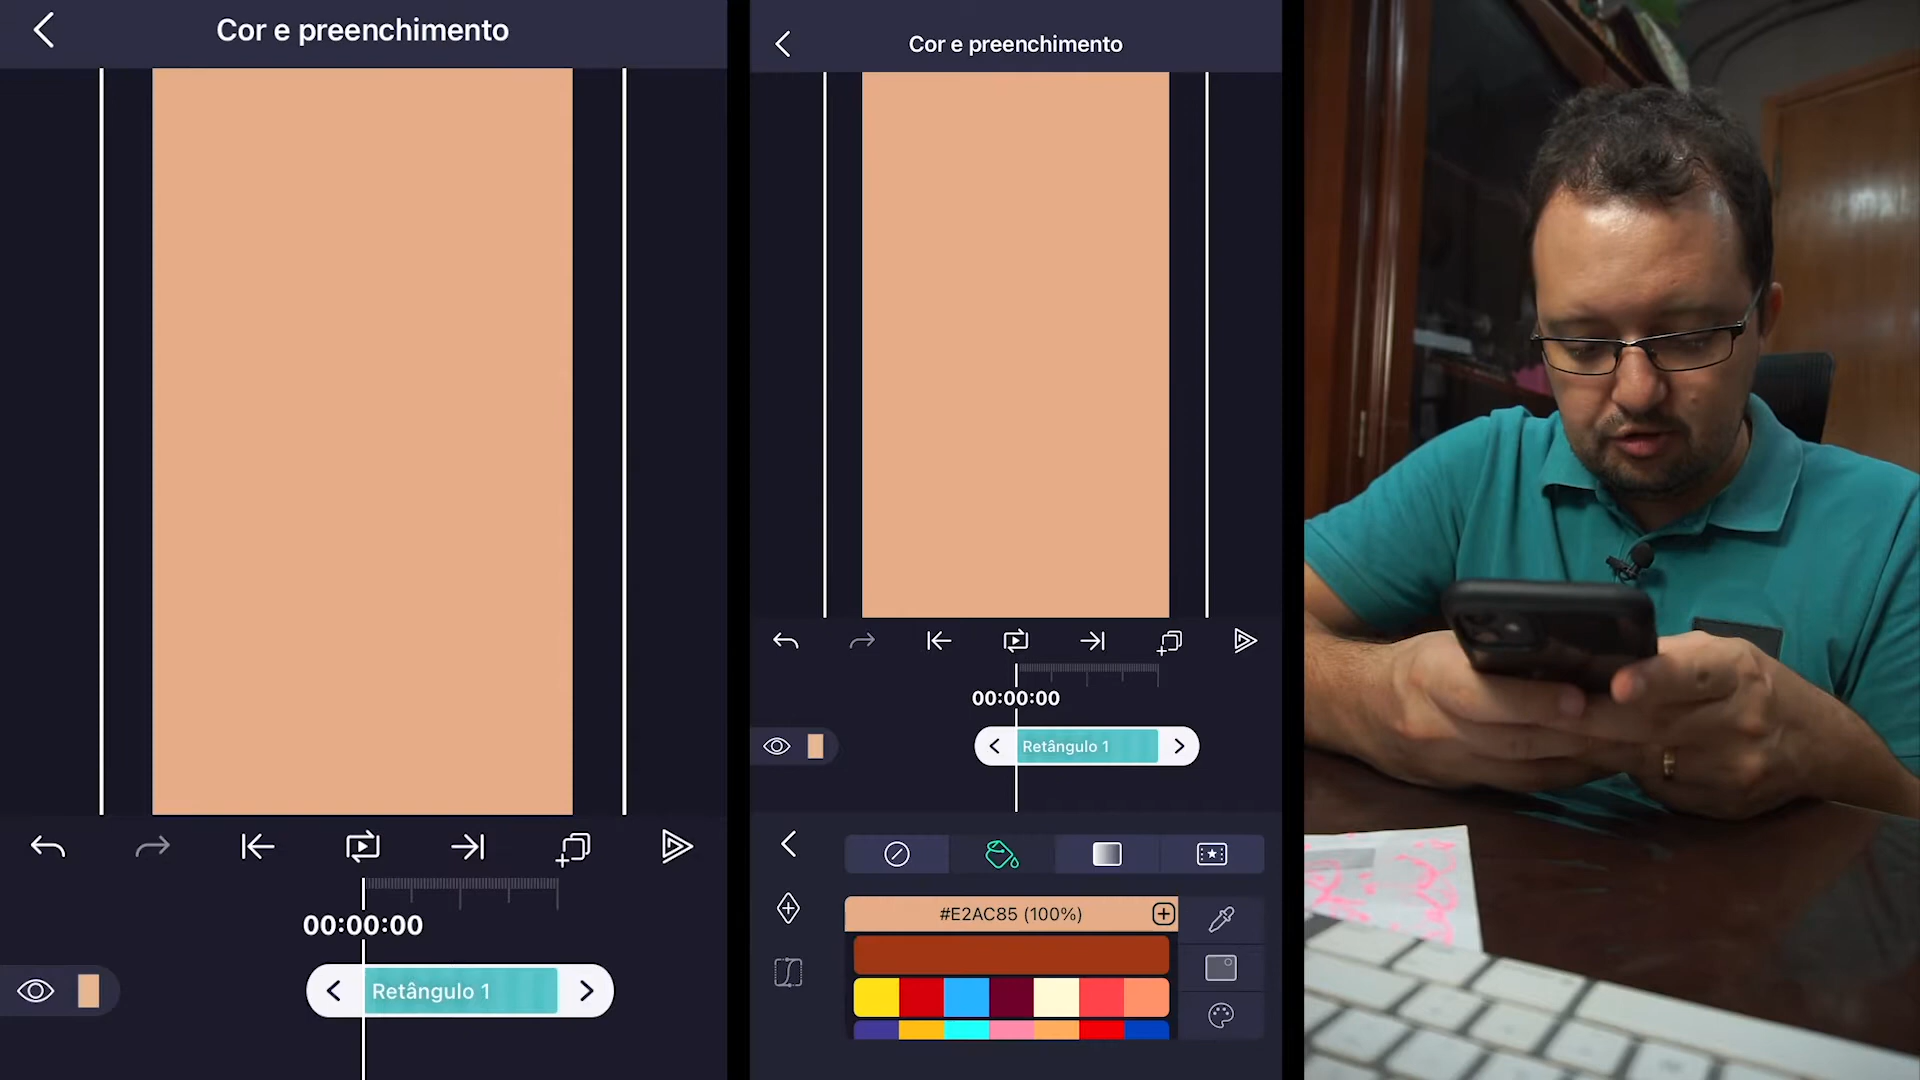 Cor e preenchimento
00:00:00
Retângulo 1
Cor e preenchimento
00:00:00
Retângulo 1
#E2AC85 (100%)